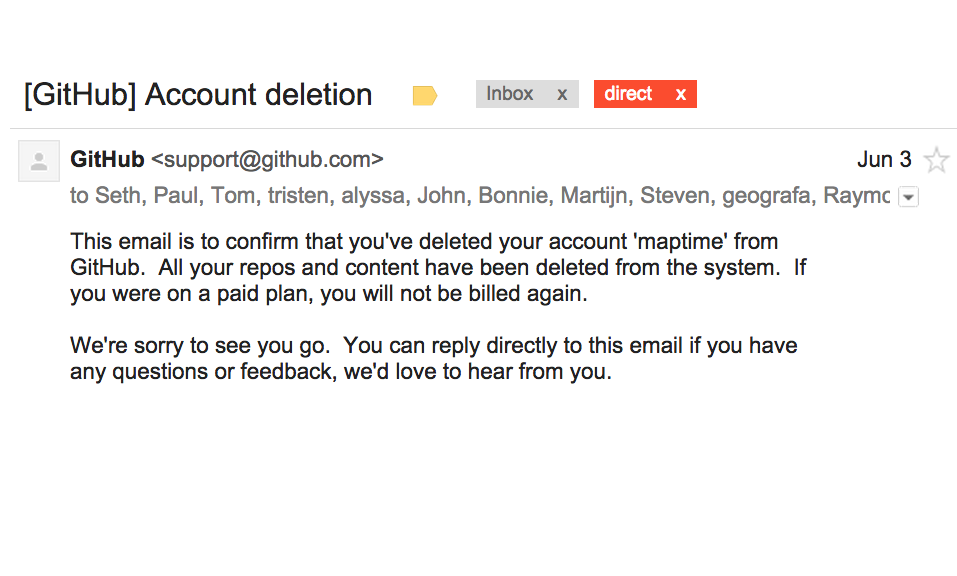 [GitHub] Account deletion Inbox x direct x
GitHub <support@github.com> Jun 3
to Seth, Paul, Tom, tristen, alyssa, John, Bonnie, Martijn, Steven, geografa, Raymo
This email is to confirm that you've deleted your account 'maptime' from
GitHub.  All your repos and content have been deleted from the system.  If
you were on a paid plan, you will not be billed again.
We're sorry to see you go.  You can reply directly to this email if you have
any questions or feedback, we'd love to hear from you.